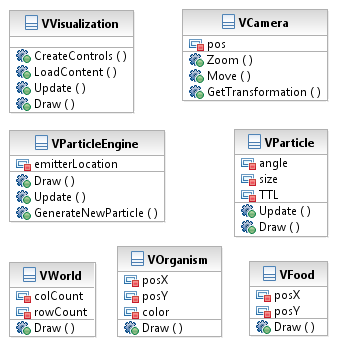 VVisualization
CreateControls ( )
LoadContent ( )
Update ( )
Draw ( )
VCamera
pos
Zoom ( )
Move ( )
GetTransformation ( )
VParticleEngine
emitterLocation
Draw ( )
Update ( )
GenerateNewParticle ( )
VParticle
angle
size
TTL
Update ( )
Draw ( )
VWorld
colCount
rowCount
Draw ( )
VOrganism
posX
posY
color
Draw ( )
VFood
posX
posY
Draw ( )